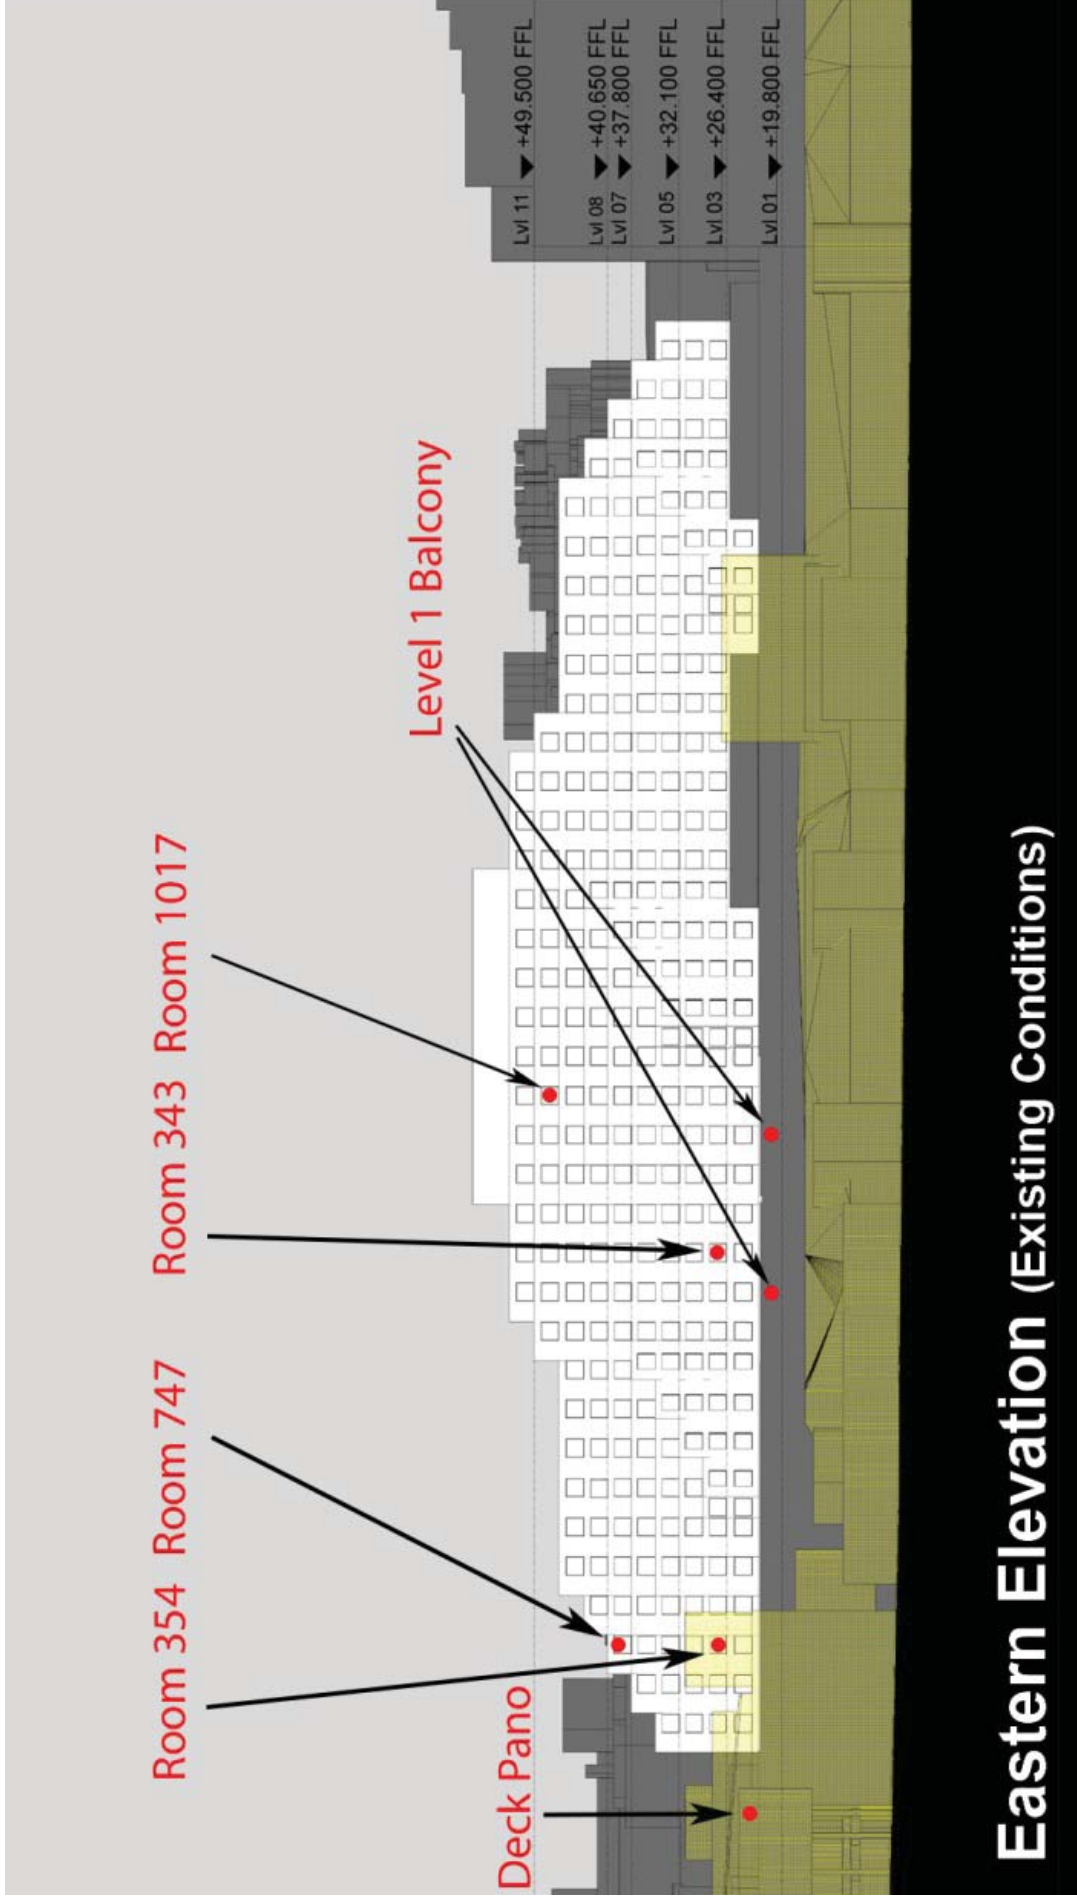 Room 354 Room 747 Room 343 Room 1017
Level 1 Balcony
Deck Pano
Lvl 11 +49.500 FFL
Lvl 08 +40.650 FFL
Lvl 07 +37.800 FFL
Lvl 05 +32.100 FFL
Lvl 03 +26.400 FFL
Lvl 01 +19.800 FFL
Eastern Elevation (Existing Conditions)